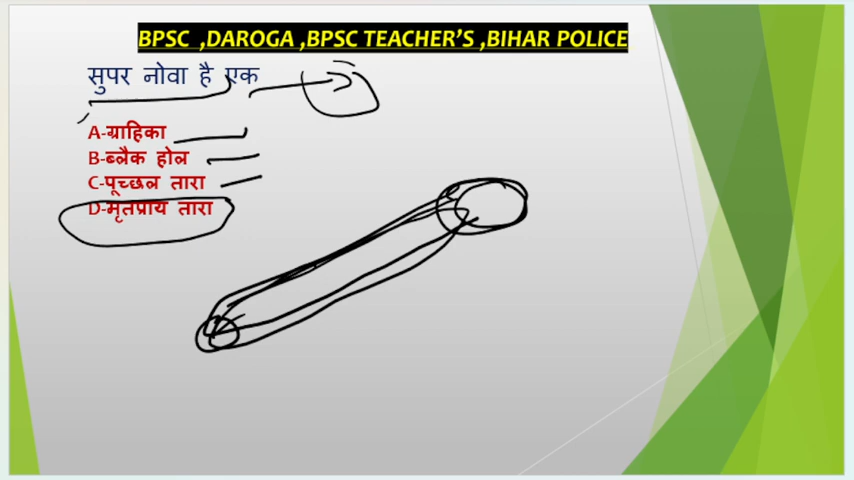 BPSC ,DAROGA ,BPSC TEACHER'S ,BIHAR POLICE
सुपर नोवा है एक
A-ग्राहिका
B-ब्लैक होल
C-पूच्छल तारा
D-मृतप्राय तारा